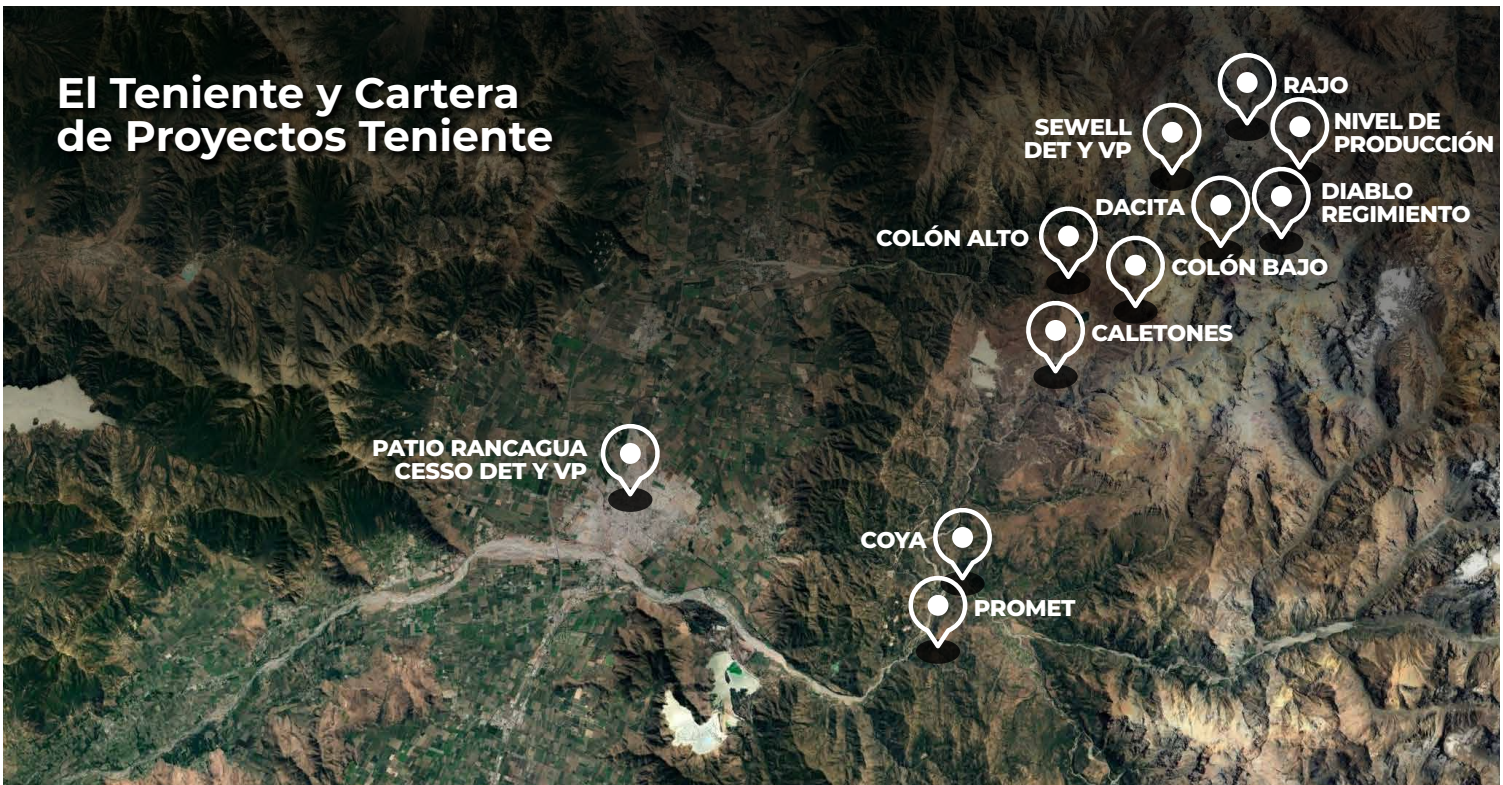 El Teniente y Cartera
de Proyectos Teniente
RAJO
NIVEL DE
PRODUCCIÓN
SEWELL
DET Y VP
DIABLO
REGIMIENTO
DACITA
COLÓN ALTO
COLÓN BAJO
CALETONES
PATIO RANCAGUA
CESSO DET Y VP
COYA
PROMET